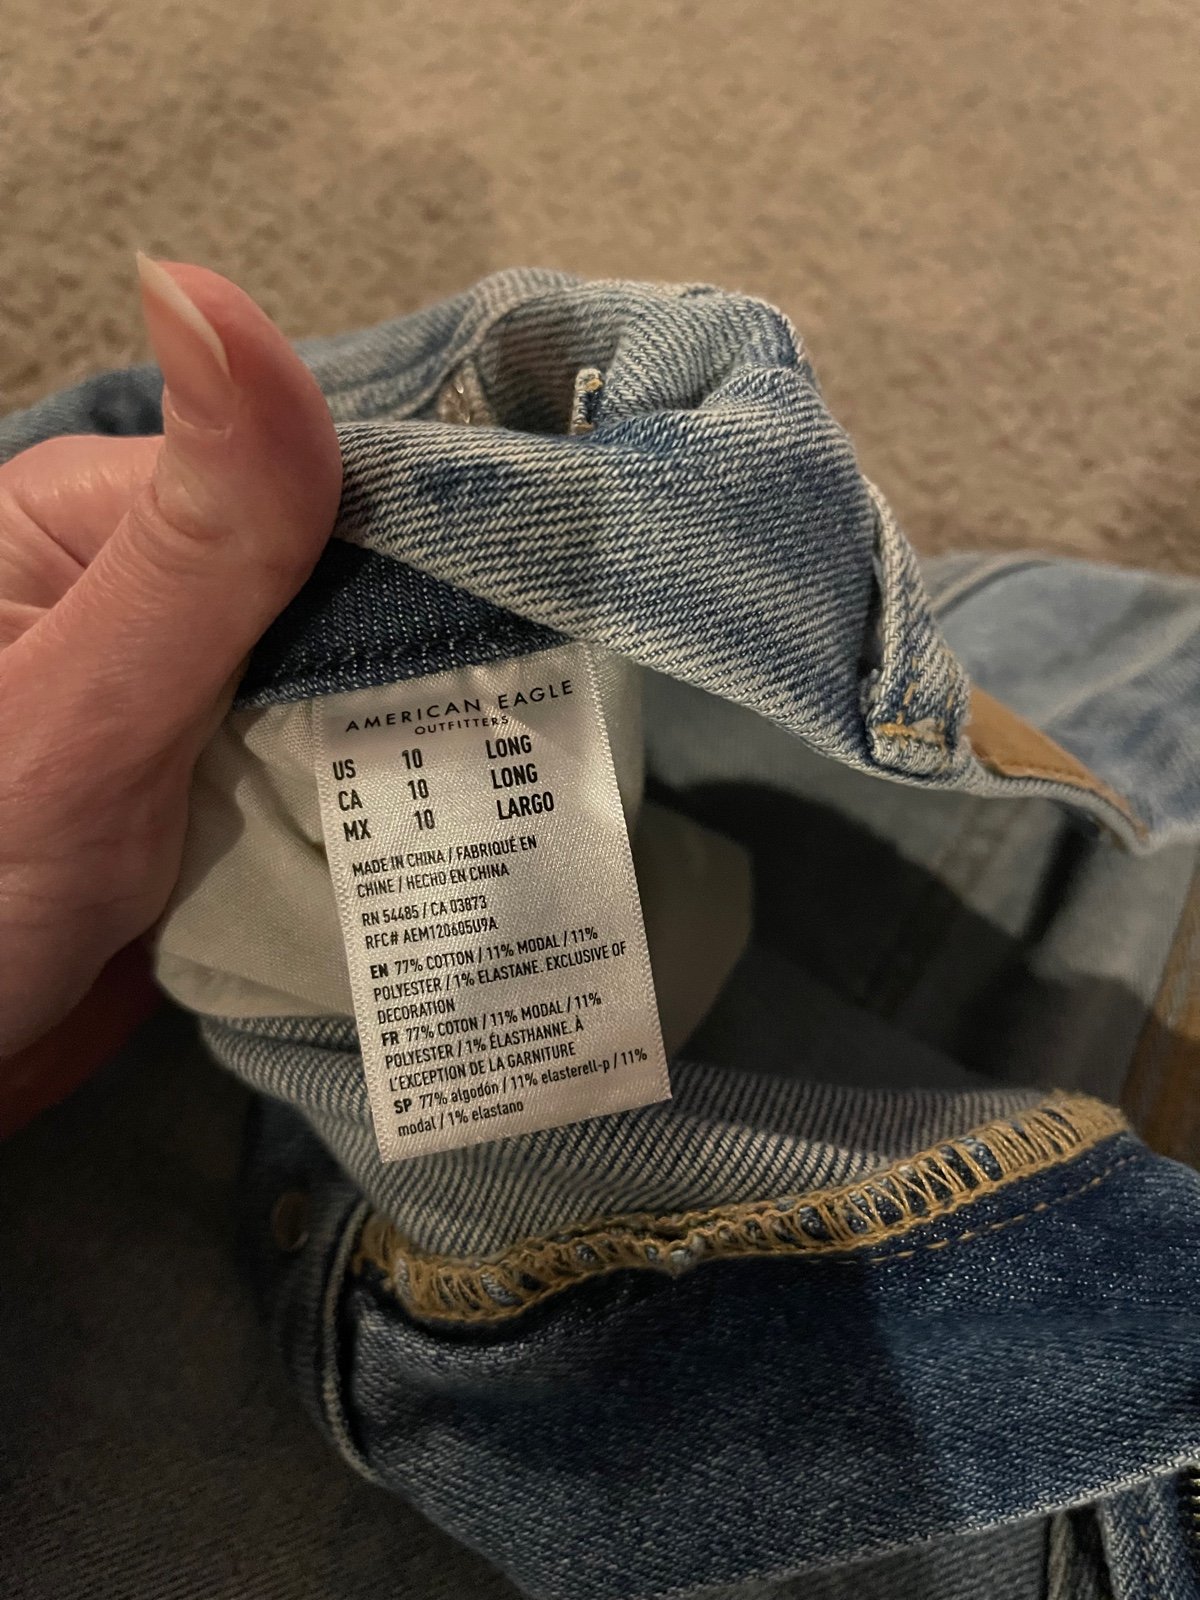 AMERICAN EAGLE
OUTFITTERS
US 10 LONG
CA 10 LONG
MX 10 LARGO
MADE IN CHINA / FABRIQUÉ EN
CHINE / HECHO EN CHINA
RN 54485 / CA 03873
RFC# AEM120605U9A
EN 77% COTTON / 11% MODAL / 11%
POLYESTER / 1% ELASTANE. EXCLUSIVE OF
DECORATION
FR 77% COTON / 11% MODAL / 11%
POLYESTER / 1% ÉLASTHANNE. À
L'EXCEPTION DE LA GARNITURE
SP 77% algodón / 11% elasterell-p / 11%
modal / 1% elastano